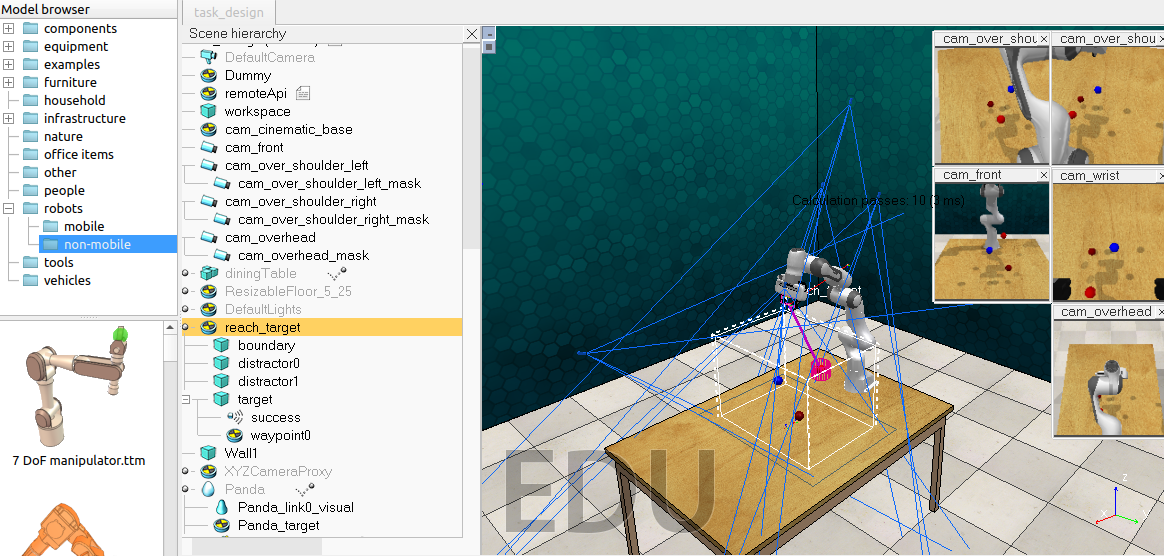 Model browser
components
equipment
examples
furniture
household
infrastructure
nature
office items
other
people
robots
mobile
non-mobile
tools
vehicles
7 DoF manipulator.ttm
task_design
Scene hierarchy
DefaultCamera
Dummy
remoteApi
workspace
cam_cinematic_base
cam_front
cam_over_shoulder_left
cam_over_shoulder_left_mask
cam_over_shoulder_right
cam_over_shoulder_right_mask
cam_overhead
cam_overhead_mask
diningTable
ResizableFloor_5_25
DefaultLights
reach_target
boundary
distractor0
distractor1
target
success
waypoint0
Wall1
XYZCameraProxy
Panda
Panda_link0_visual
Panda_target
Calculation passes: 10 (3 ms)
EDU
cam_over_shou
cam_over_shou
cam_front
cam_wrist
cam_overhead
z
x
y